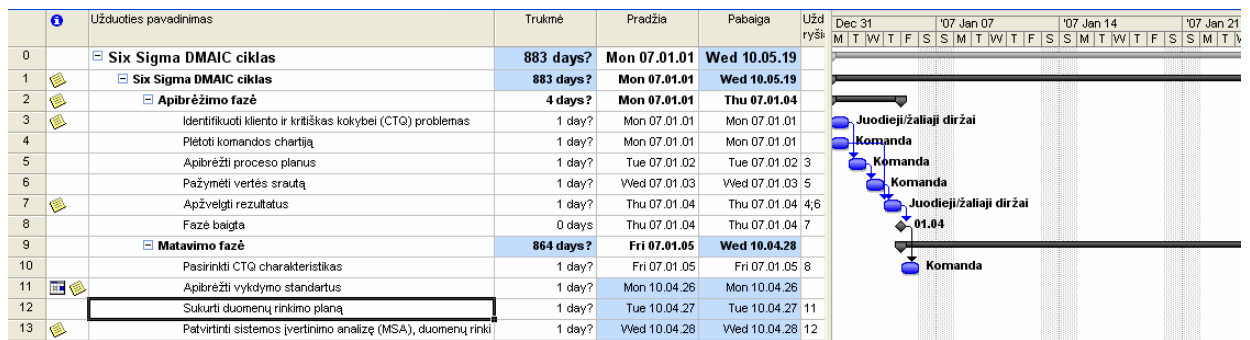 Užduoties pavadinimas Trukmė Pradžia Pabaiga Užd ryši Dec 31 '07 Jan 07 '07 Jan 14 '07 Jan 21
M T W T F S S M T W T F S S M T W T F S S M T
0 Six Sigma DMAIC ciklas 883 days? Mon 07.01.01 Wed 10.05.19
1 Six Sigma DMAIC ciklas 883 days? Mon 07.01.01 Wed 10.05.19
2 Apibrėžimo fazė 4 days? Mon 07.01.01 Thu 07.01.04
3 Identifikuoti kliento ir kritiškas kokybei (CTQ) problemas 1 day? Mon 07.01.01 Mon 07.01.01 Juodieji/žaliaji diržai
4 Plėtoti komandos chartiją 1 day? Mon 07.01.01 Mon 07.01.01 Komanda
5 Apibrėžti proceso planus 1 day? Tue 07.01.02 Tue 07.01.02 3 Komanda
6 Pažymėti vertės srautą 1 day? Wed 07.01.03 Wed 07.01.03 5 Komanda
7 Apžvelgti rezultatus 1 day? Thu 07.01.04 Thu 07.01.04 4;6 Juodieji/žaliaji diržai
8 Fazė baigta 0 days Thu 07.01.04 Thu 07.01.04 7 01.04
9 Matavimo fazė 864 days? Fri 07.01.05 Wed 10.04.28
10 Pasirinkti CTQ charakteristikas 1 day? Fri 07.01.05 Fri 07.01.05 8 Komanda
11 Apibrėžti vykdymo standartus 1 day? Mon 10.04.26 Mon 10.04.26
12 Sukurti duomenų rinkimo planą 1 day? Tue 10.04.27 Tue 10.04.27 11
13 Patvirtinti sistemos įvertinimo analizę (MSA), duomenų rinki 1 day? Wed 10.04.28 Wed 10.04.28 12